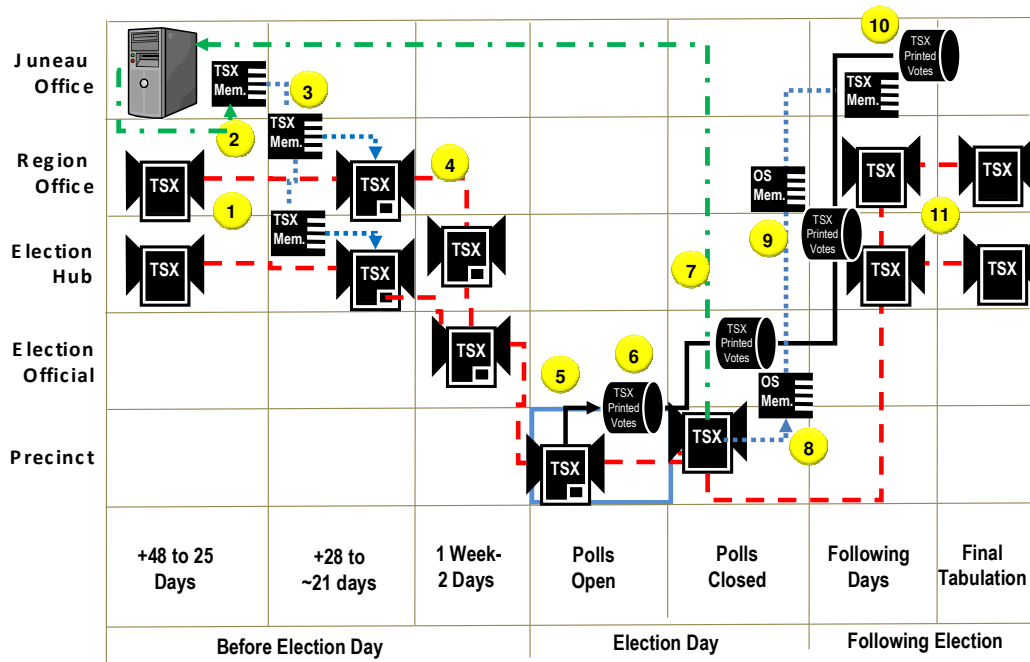 10
TSX
Printed
Votes
Juneau
Office
TSX
Mem.
3
TSX
Mem.
2
TSX
Mem.
Region
Office
TSX
TSX
4
TSX
TSX
OS
Mem.
1
TSX
Mem.
9
TSX
Printed
Votes
11
Election
Hub
TSX
TSX
TSX
7
TSX
TSX
Election
Official
TSX
5
6
TSX
Printed
Votes
TSX
Printed
Votes
OS
Mem.
Precinct
TSX
TSX
8
+48 to 25
Days
+28 to
~21 days
1 Week-
2 Days
Polls
Open
Polls
Closed
Following
Days
Final
Tabulation
Before Election Day
Election Day
Following Election